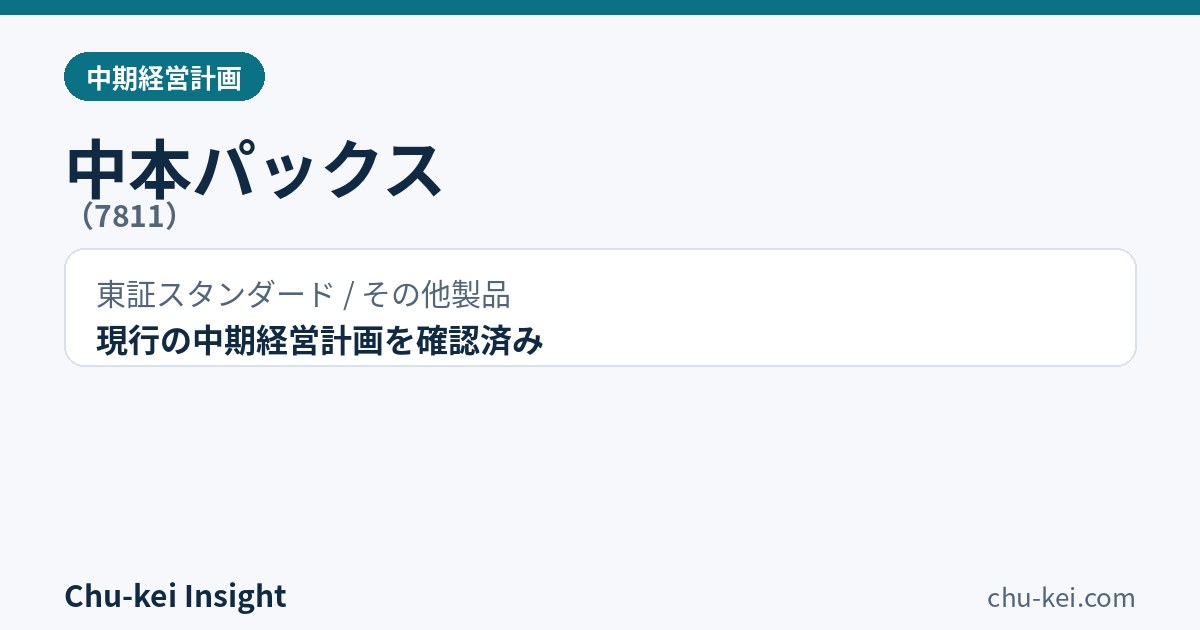 中期経営計画
中本パックス
（7811）
東証スタンダード / その他製品
現行の中期経営計画を確認済み
Chu-kei Insight
chu-kei.com